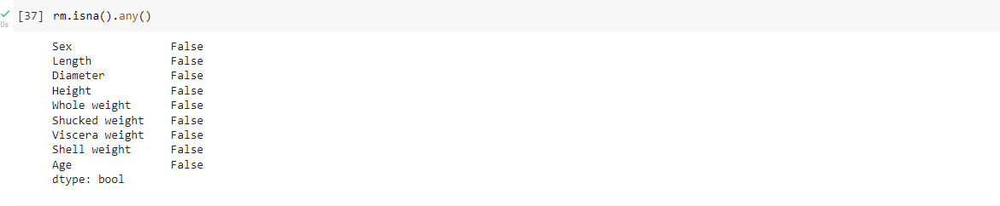 [37] rm.isna().any()
0s
Sex False
Length False
Diameter False
Height False
Whole weight False
Shucked weight False
Viscera weight False
Shell weight False
Age False
dtype: bool